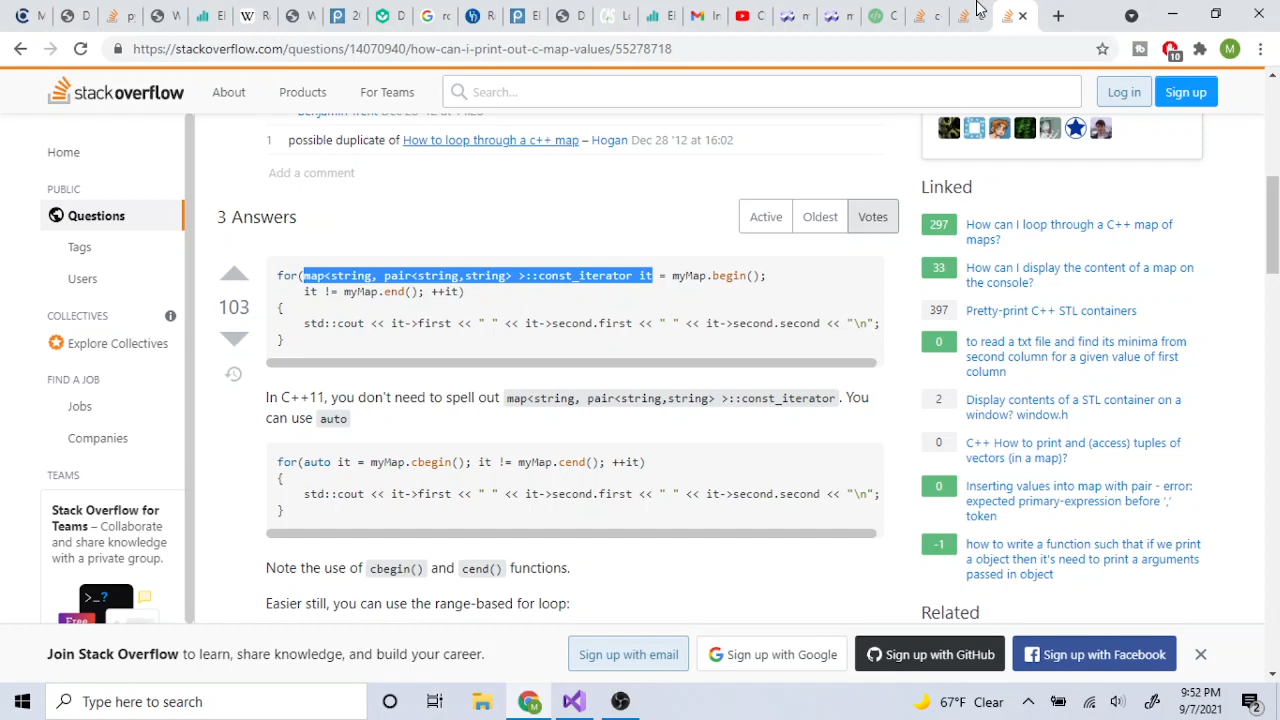 https://stackoverflow.com/questions/14070940/how-can-i-print-out-c-map-values/55278718
M
10
stackoverflow
About
Products
For Teams
Search...
Log in
Sign up
1 possible duplicate of How to loop through a c++ map – Hogan Dec 28 '12 at 16:02
Add a comment
Home
PUBLIC
Questions
Tags
Users
COLLECTIVES
Explore Collectives
FIND A JOB
Jobs
Companies
TEAMS
Stack Overflow for
Teams – Collaborate
and share knowledge
with a private group.
>_?
Free
3 Answers
Active
Oldest
Votes
103
for(map<string, pair<string,string> >::const_iterator it = myMap.begin();
it != myMap.end(); ++it)
{
std::cout << it->first << " " << it->second.first << " " << it->second.second << "\n";
}
In C++11, you don't need to spell out map<string, pair<string,string> >::const_iterator. You
can use auto
for(auto it = myMap.cbegin(); it != myMap.cend(); ++it)
{
std::cout << it->first << " " << it->second.first << " " << it->second.second << "\n";
}
Note the use of cbegin() and cend() functions.
Easier still, you can use the range-based for loop:
Linked
297 How can I loop through a C++ map of
maps?
33 How can I display the content of a map on
the console?
397 Pretty-print C++ STL containers
0 to read a txt file and find its minima from
second column for a given value of first
column
2 Display contents of a STL container on a
window? window.h
0 C++ How to print and (access) tuples of
vectors (in a map)?
0 Inserting values into map with pair - error:
expected primary-expression before ','
token
-1 how to write a function such that if we print
a object then it's need to print a arguments
passed in object
Related
Join Stack Overflow to learn, share knowledge, and build your career.
Sign up with email
Sign up with Google
Sign up with GitHub
Sign up with Facebook
Type here to search
67°F Clear
9:52 PM
9/7/2021
2